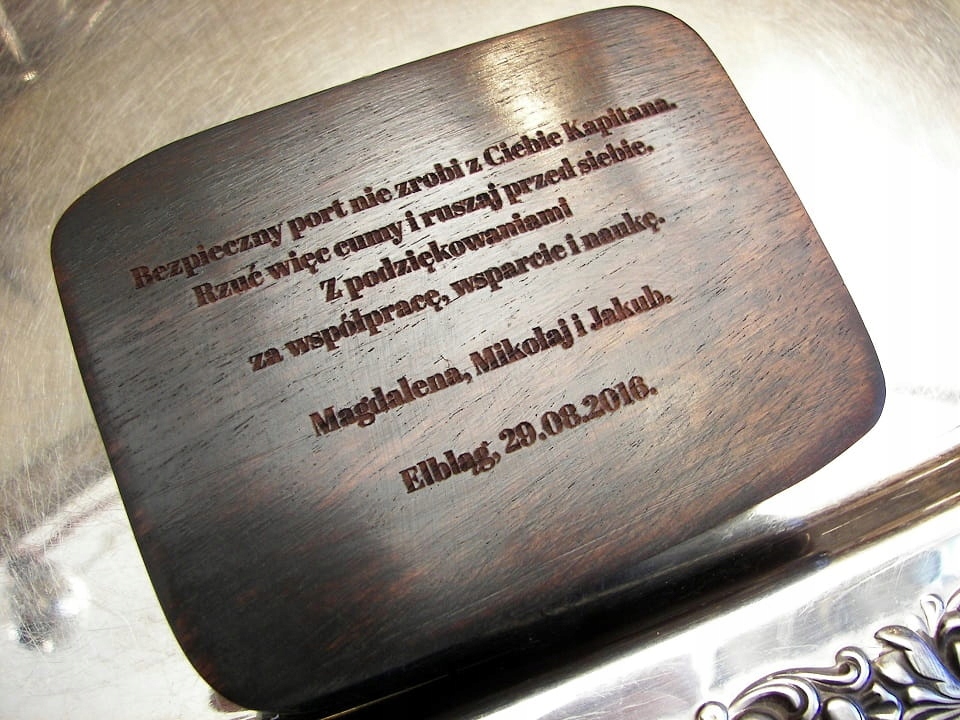 Bezpieczny port nie zrobi z Ciebie Kapitana.
Rzuć więc cumy i ruszaj przed siebie.
Z podziękowaniami
za współpracę, wsparcie i naukę.
Magdalena, Mikołaj i Jakub.
Elbląg, 29.08.2016.